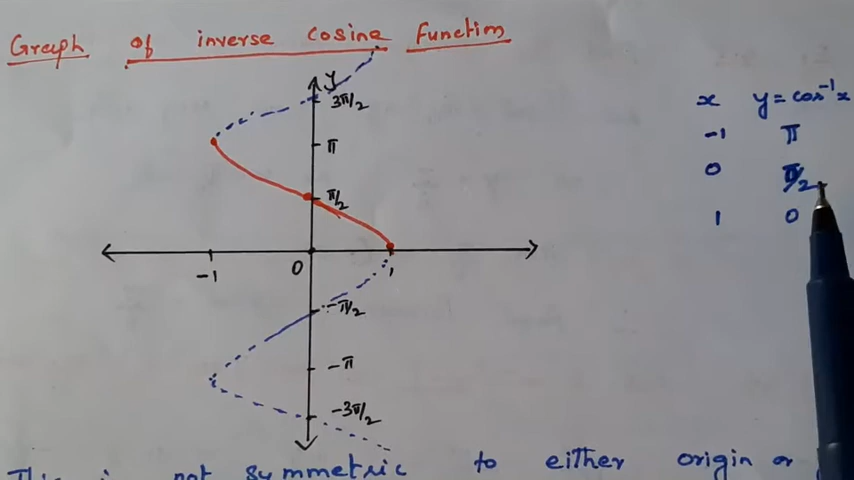 Graph of inverse cosine Function
y
3π/2
π
π/2
-1 0 1
-π/2
-π
-3π/2
x y = cos⁻¹x
-1 π
0 π/2
1 0
not symmetric to either origin or